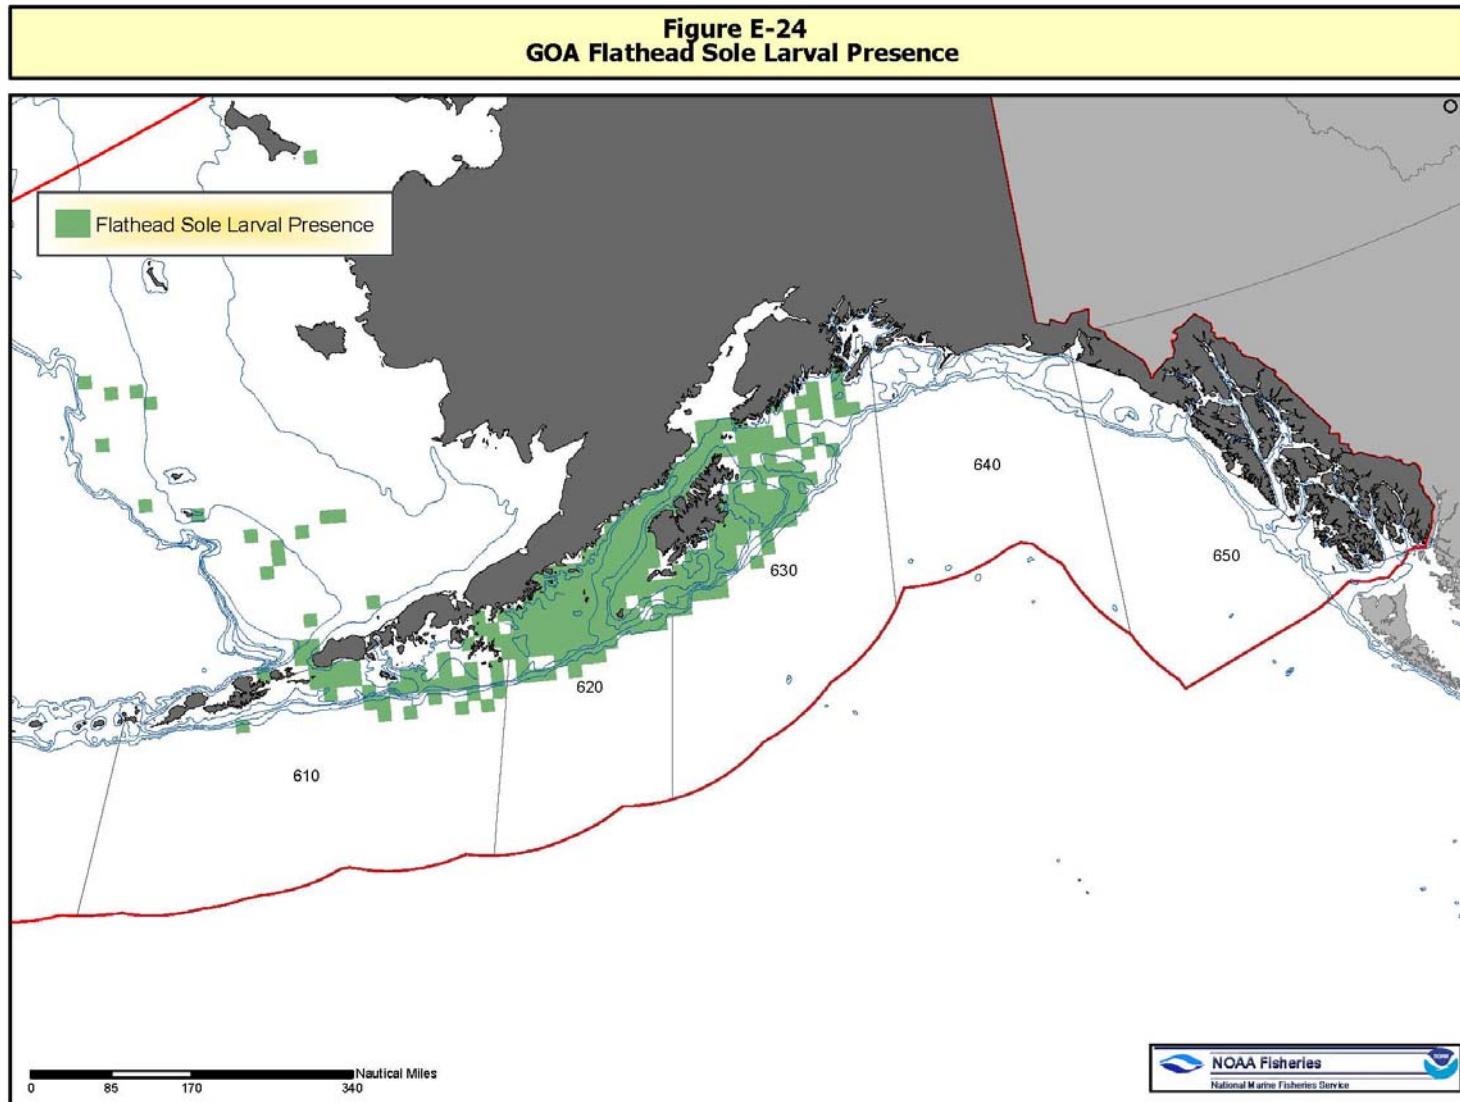 Figure E-24
GOA Flathead Sole Larval Presence
Flathead Sole Larval Presence
640
650
630
620
610
Nautical Miles
0 85 170 340
NOAA Fisheries
National Marine Fisheries Service